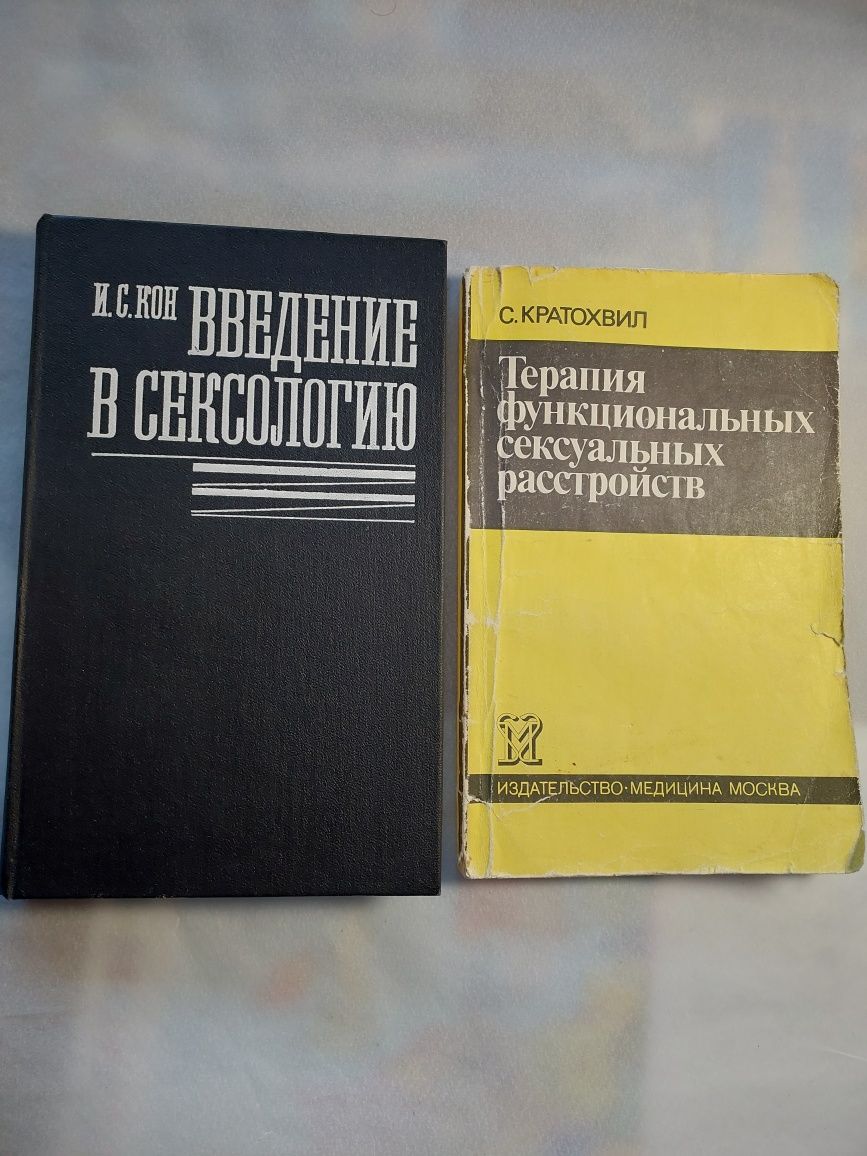 И.С.КОН ВВЕДЕНИЕ
В СЕКСОЛОГИЮ
С.КРАТОХВИЛ
Терапия
функциональных
сексуальных
расстройств
М
ИЗДАТЕЛЬСТВО·МЕДИЦИНА МОСКВА